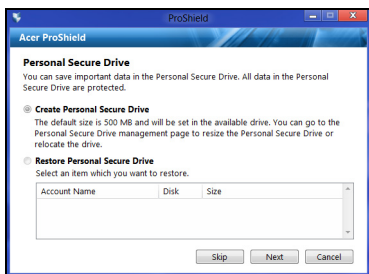 ProShield
Acer ProShield
Personal Secure Drive
You can save important data in the Personal Secure Drive. All data in the Personal
Secure Drive are protected.
Create Personal Secure Drive
The default size is 500 MB and will be set in the available drive. You can go to the
Personal Secure Drive management page to resize the Personal Secure Drive or
relocate the drive.
Restore Personal Secure Drive
Select an item which you want to restore.
Account Name Disk Size
Skip Next Cancel